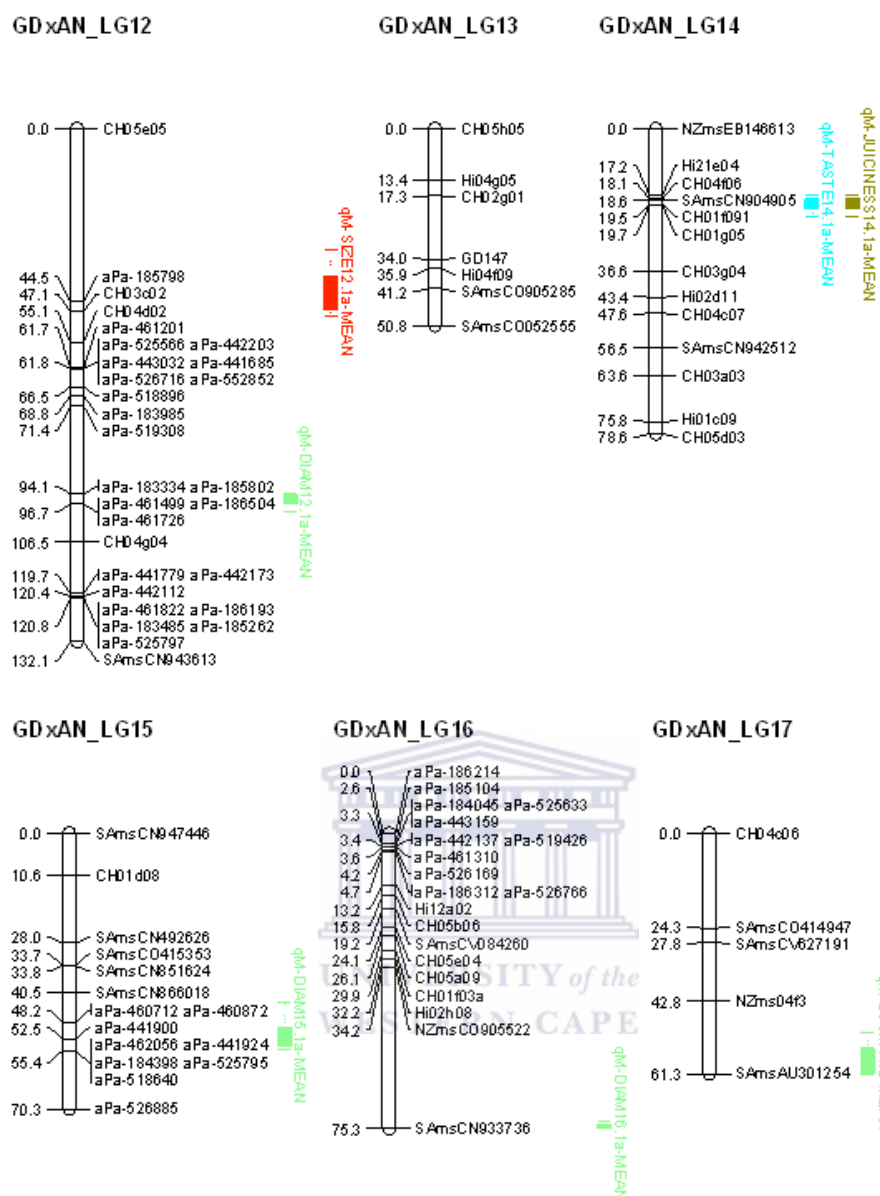 GDxAN_LG12
0.0 CH05e05
44.5 aPa-185798
47.1 CH03c02
55.1 CH04d02
61.7 aPa-461201
aPa-525566 aPa-442203
61.8 aPa-443032 aPa-441685
aPa-526716 aPa-552852
66.5 aPa-518896
68.8 aPa-183985
71.4 aPa-519308
94.1 aPa-183334 aPa-185802
aPa-461499 aPa-186504
96.7 aPa-461726
106.5 CH04g04
119.7 aPa-441779 aPa-442173
120.4 aPa-442112
aPa-461822 aPa-186193
120.8 aPa-183485 aPa-185262
aPa-525797
132.1 SAmsCN943613
qM-SIZE12.1a-MEAN
qM-DIAM12.1a-MEAN
GDxAN_LG13
0.0 CH05h05
13.4 Hi04g05
17.3 CH02g01
34.0 GD147
35.9 Hi04f09
41.2 SAmsCO905285
50.8 SAmsCO052555
GDxAN_LG14
0.0 NZmsEB146613
17.2 Hi21e04
18.1 CH04f06
18.6 SAmsCN904905
19.5 CH01f091
19.7 CH01g05
36.6 CH03g04
43.4 Hi02d11
47.6 CH04c07
56.5 SAmsCN942512
63.6 CH03a03
75.8 Hi01c09
78.6 CH05d03
qM-TASTE14.1a-MEAN
qM-JUICINESS14.1a-MEAN
GDxAN_LG15
0.0 SAmsCN947446
10.6 CH01d08
28.0 SAmsCN492626
33.7 SAmsCO415353
33.8 SAmsCN851624
40.5 SAmsCN866018
48.2 aPa-460712 aPa-460872
52.5 aPa-441900
aPa-462056 aPa-441924
55.4 aPa-184398 aPa-525795
aPa-518640
70.3 aPa-526885
qM-DIAM15.1a-MEAN
GDxAN_LG16
0.0 aPa-186214
2.6 aPa-185104
aPa-184045 aPa-525633
3.3 aPa-443159
3.4 aPa-442137 aPa-519426
3.6 aPa-461310
4.2 aPa-526169
4.7 aPa-186312 aPa-526766
13.2 Hi12a02
15.8 CH05b06
19.2 SAmsCV084260
24.1 CH05e04
26.1 CH05a09
29.9 CH01f03a
32.2 Hi02h08
34.2 NZmsCO905522
75.3 SAmsCN933736
qM-DIAM16.1a-MEAN
GDxAN_LG17
0.0 CH04c06
24.3 SAmsCO414947
27.8 SAmsCV627191
42.8 NZms04f3
61.3 SAmsAU301254
UNIVERSITY of the
WESTERN CAPE